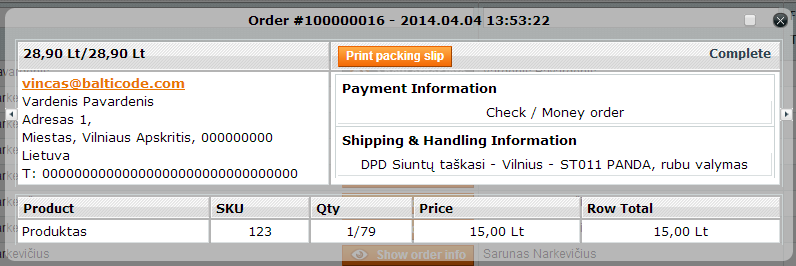 Order #100000016 - 2014.04.04 13:53:22
28,90 Lt/28,90 Lt
Print packing slip
Complete
vincas@balticode.com
Vardenis Pavardenis
Adresas 1,
Miestas, Vilniaus Apskritis, 000000000
Lietuva
T: 00000000000000000000000000000000
Payment Information
Check / Money order
Shipping & Handling Information
DPD Siuntų taškasi - Vilnius - ST011 PANDA, rubu valymas
Product SKU Qty Price Row Total
Produktas 123 1/79 15,00 Lt 15,00 Lt
Show order info
Sarunas Narkevičius